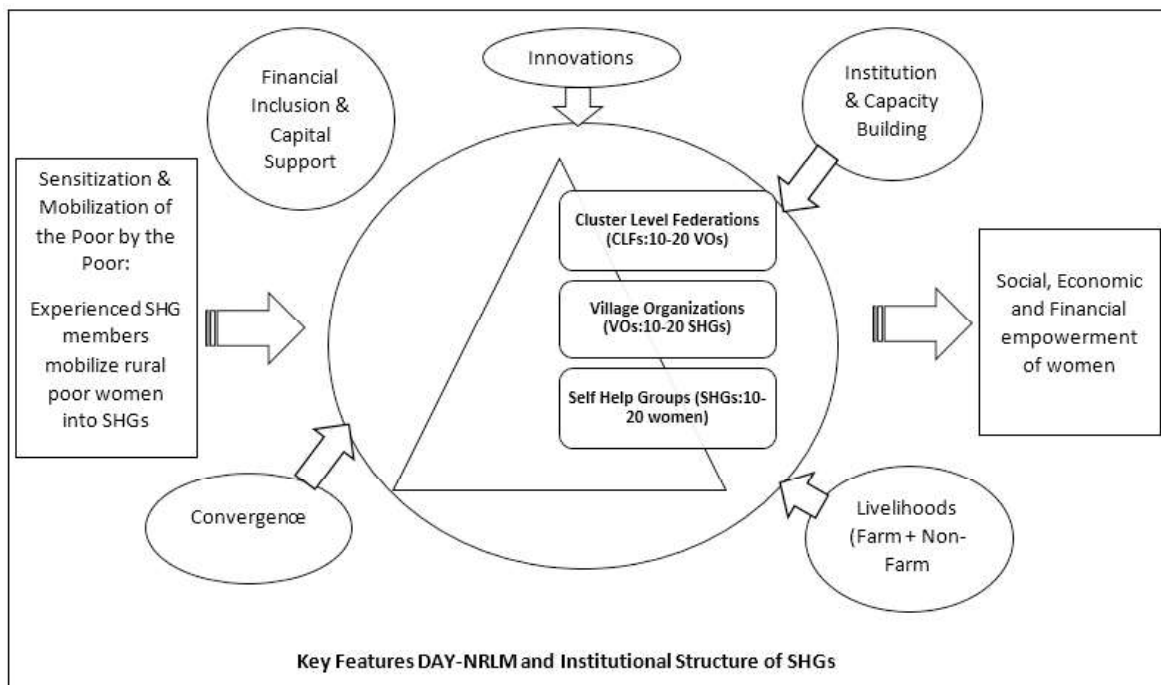 Innovations
Financial
Inclusion &
Capital
Support
Institution
& Capacity
Building
Sensitization &
Mobilization of
the Poor by the
Poor:
Experienced SHG
members
mobilize rural
poor women
into SHGs
Cluster Level Federations
(CLFs:10-20 VOs)
Village Organizations
(VOs:10-20 SHGs)
Self Help Groups (SHGs:10-
20 women)
Social, Economic
and Financial
empowerment
of women
Convergence
Livelihoods
(Farm + Non-
Farm
Key Features DAY-NRLM and Institutional Structure of SHGs